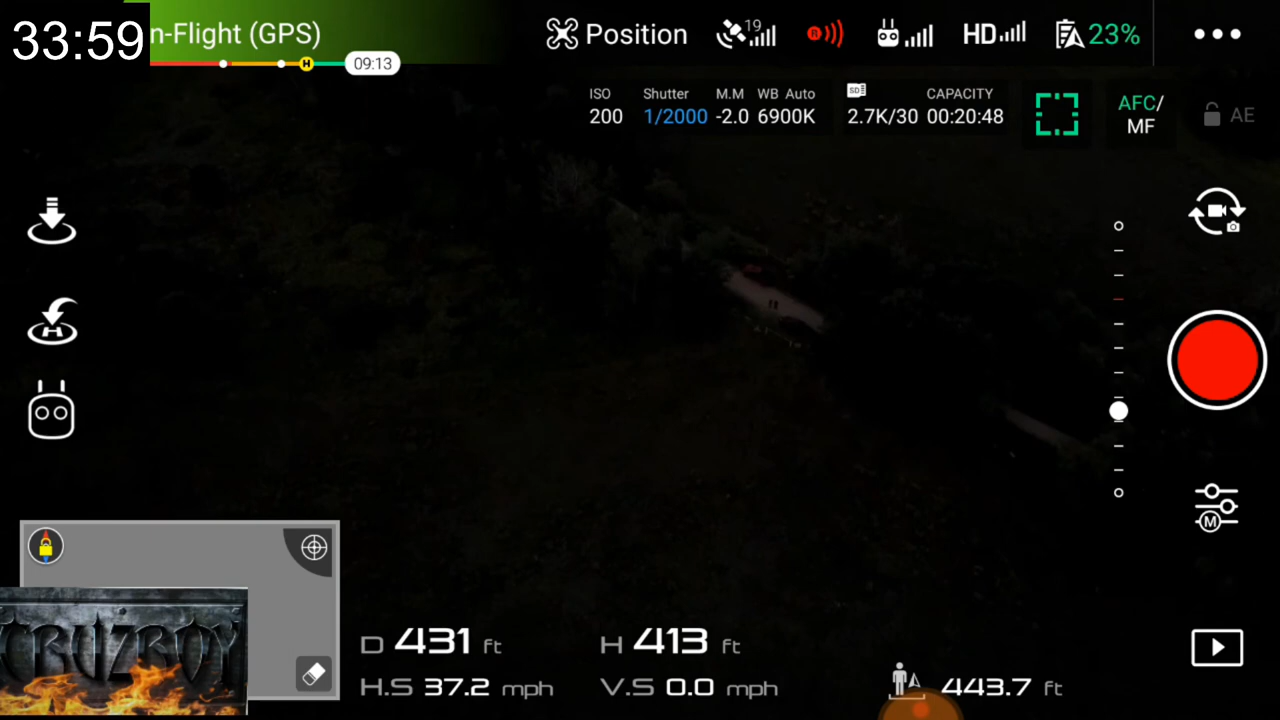 33:59
n-Flight (GPS)
Position
19
R
HD
23%
H
09:13
ISO
200
Shutter
1/2000
M.M
-2.0
WB Auto
6900K
SD
2.7K/30
CAPACITY
00:20:48
AFC/
MF
AE
H
M
CRUZBOY
D 431 ft
H 413 ft
H.S 37.2 mph
V.S 0.0 mph
443.7 ft